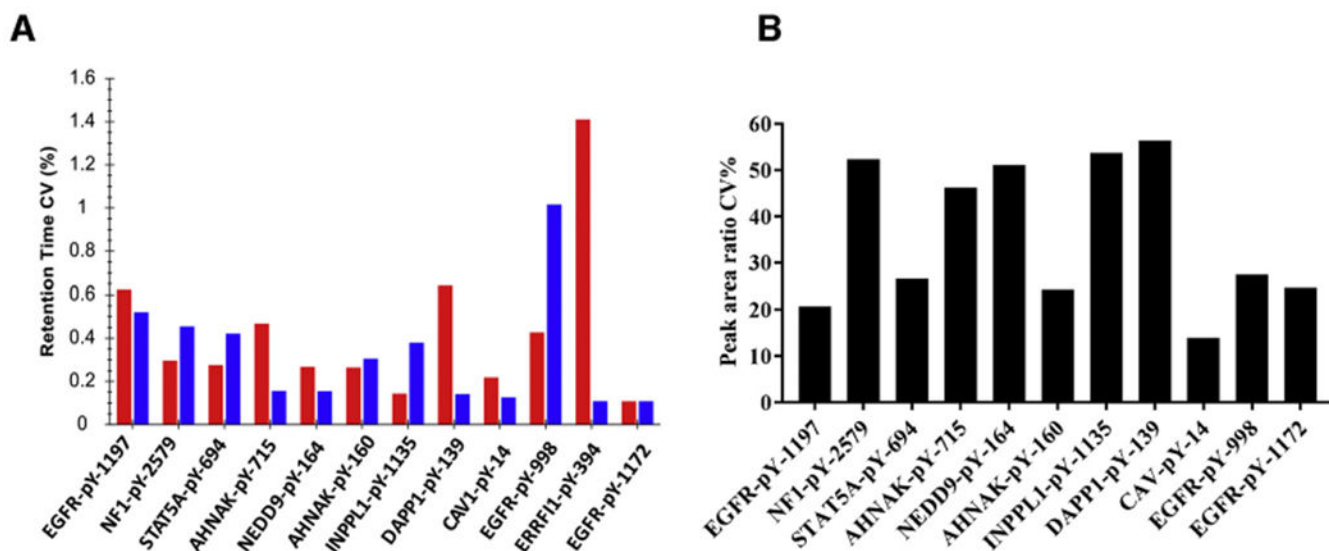 A
Retention Time CV (%)
1.6
1.4
1.2
1
0.8
0.6
0.4
0.2
0
EGFR-pY-1197
NF1-pY-2579
STAT5A-pY-694
AHNAK-pY-715
NEDD9-pY-164
AHNAK-pY-160
INPPL1-pY-1135
DAPP1-pY-139
CAV1-pY-14
EGFR-pY-998
ERRFI1-pY-394
EGFR-pY-1172
B
Peak area ratio CV%
60
50
40
30
20
10
0
EGFR-pY-1197
NF1-pY-2579
STAT5A-pY-694
AHNAK-pY-715
NEDD9-pY-164
AHNAK-pY-160
INPPL1-pY-1135
DAPP1-pY-139
CAV-pY-14
EGFR-pY-998
EGFR-pY-1172